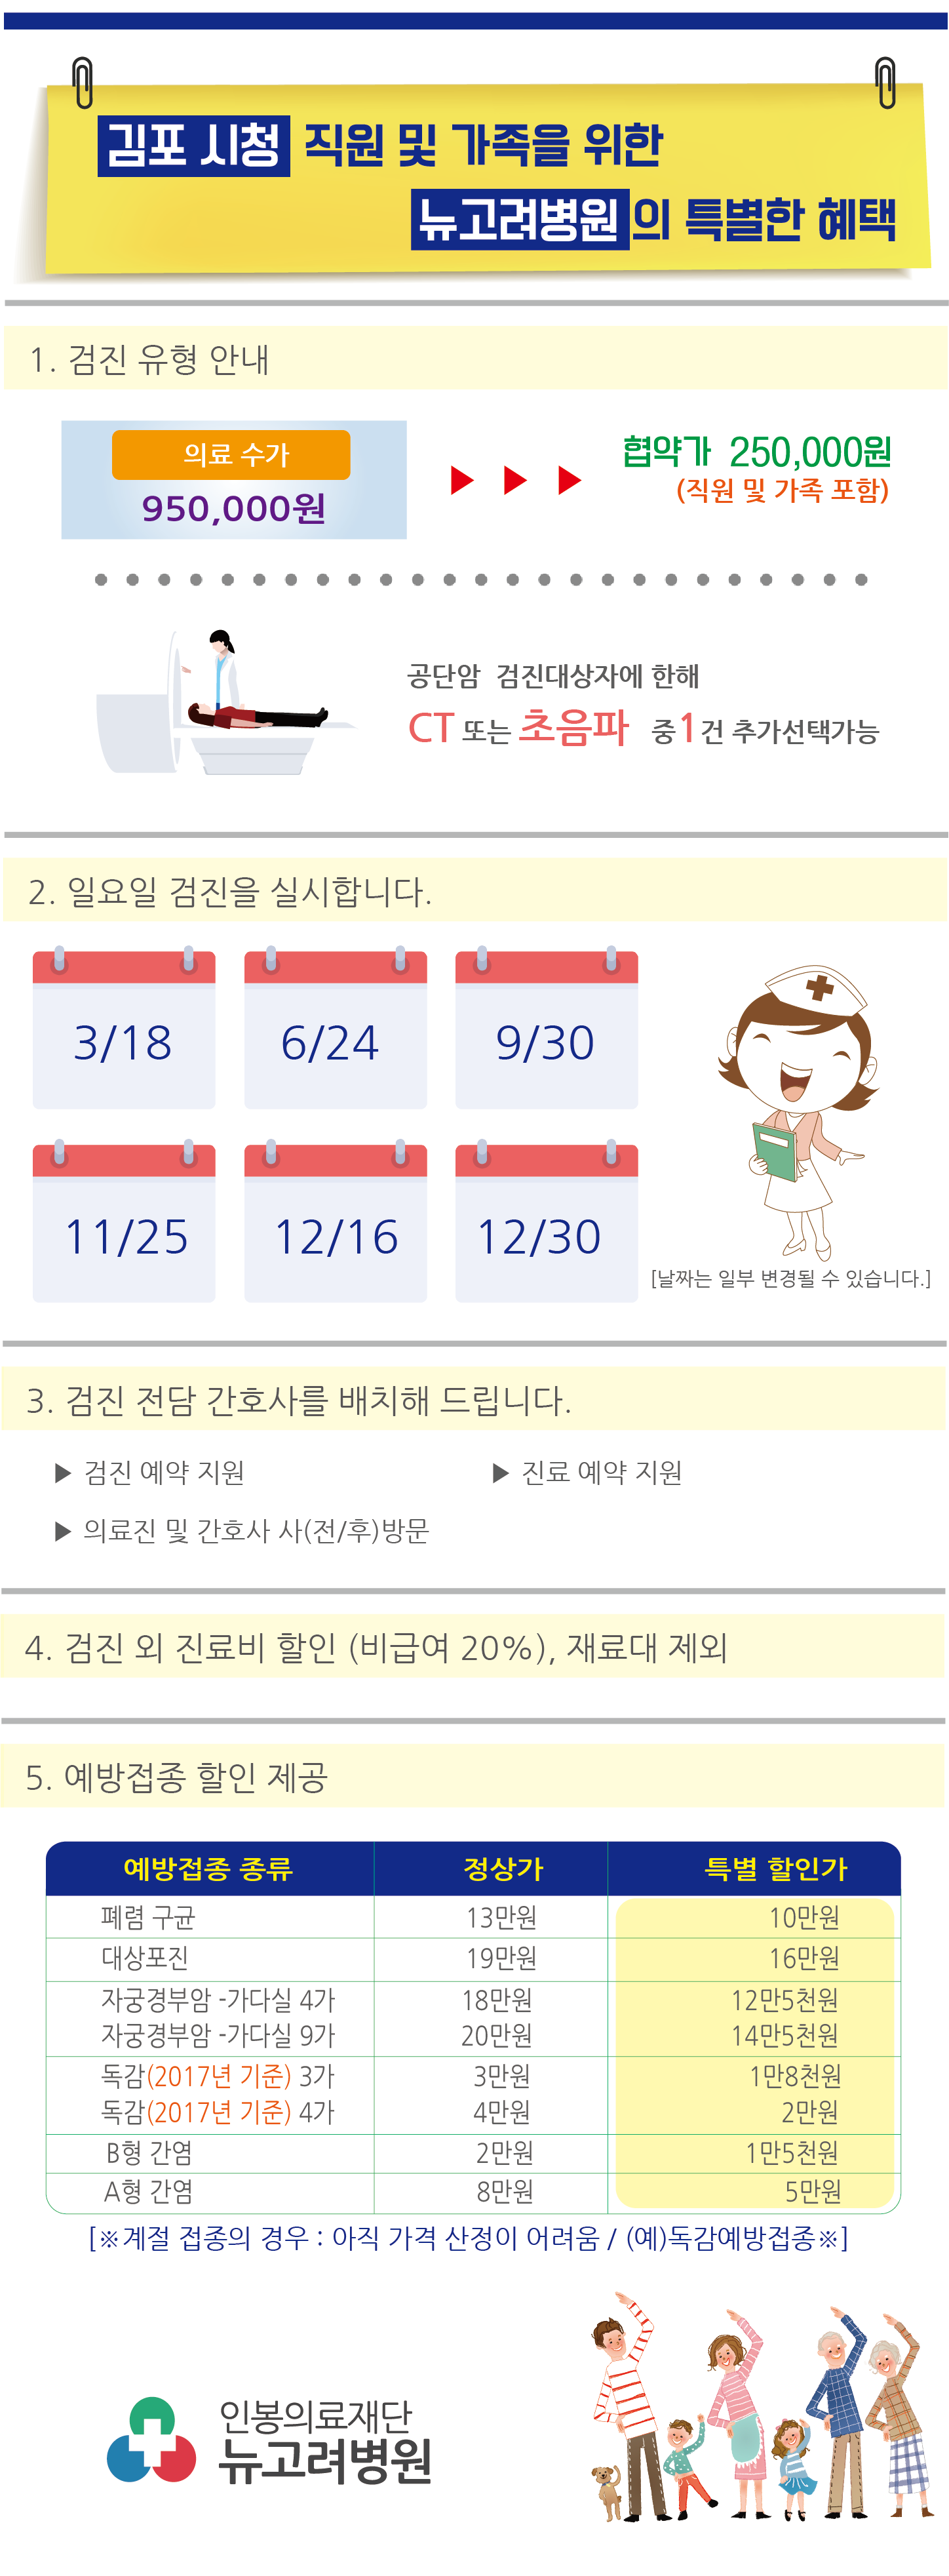 김포 시청 직원 및 가족을 위한
뉴고려병원의 특별한 혜택
1. 검진 유형 안내
의료 수가
950,000원
협약가 250,000원
(직원 및 가족 포함)
공단암 검진대상자에 한해
CT 또는 초음파 중1건 추가선택가능
2. 일요일 검진을 실시합니다.
3/18 6/24 9/30
11/25 12/16 12/30
[날짜는 일부 변경될 수 있습니다.]
3. 검진 전담 간호사를 배치해 드립니다.
▶ 검진 예약 지원 ▶ 진료 예약 지원
▶ 의료진 및 간호사 사(전/후)방문
4. 검진 외 진료비 할인 (비급여 20%), 재료대 제외
5. 예방접종 할인 제공
예방접종 종류 정상가 특별 할인가
폐렴 구균 13만원 10만원
대상포진 19만원 16만원
자궁경부암 -가다실 4가 18만원 12만5천원
자궁경부암 -가다실 9가 20만원 14만5천원
독감(2017년 기준) 3가 3만원 1만8천원
독감(2017년 기준) 4가 4만원 2만원
B형 간염 2만원 1만5천원
A형 간염 8만원 5만원
[※계절 접종의 경우 : 아직 가격 산정이 어려움 / (예)독감예방접종※]
인봉의료재단
뉴고려병원